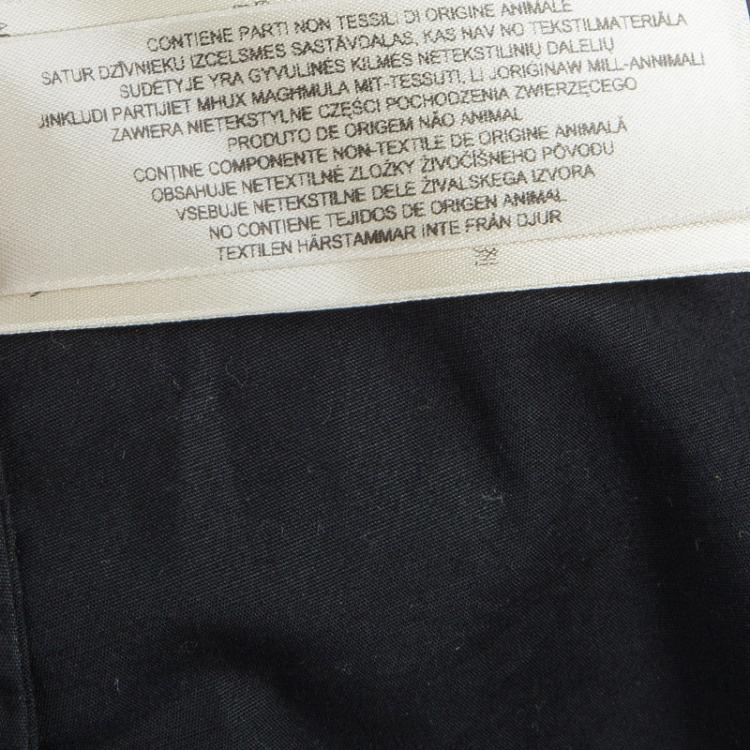 CONTIENE PARTI NON TESSILI DI ORIGINE ANIMALE
SATUR DZĪVNIEKU IZCELSMES SASTĀVDAĻAS, KAS NAV NO TEKSTILMATERIĀLA
SUDĖTYJE YRA GYVULINĖS KILMĖS NETEKSTILINIŲ DALELIŲ
JINKLUDI PARTIJIET MHUX MAGHMULA MIT-TESSUTI, LI JORIGINAW MILL-ANNIMALI
ZAWIERA NIETEKSTYLNE CZĘŚCI POCHODZENIA ZWIERZĘCEGO
PRODUTO DE ORIGEM NÃO ANIMAL
CONTINE COMPONENTE NON-TEXTILE DE ORIGINE ANIMALĂ
OBSAHUJE NETEXTILNÉ ZLOŽKY ŽIVOČÍŠNEHO PÔVODU
VSEBUJE NETEKSTILNE DELE ŽIVALSKEGA IZVORA
NO CONTIENE TEJIDOS DE ORIGEN ANIMAL
TEXTILEN HÄRSTAMMAR INTE FRÅN DJUR